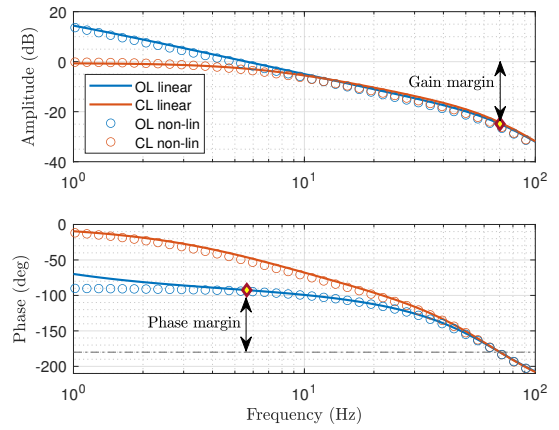 20
0
-20
-40
Amplitude (dB)
Gain margin
OL linear
CL linear
OL non-lin
CL non-lin
10^0
10^1
10^2
0
-50
-100
-150
-200
Phase (deg)
Phase margin
10^0
10^1
10^2
Frequency (Hz)